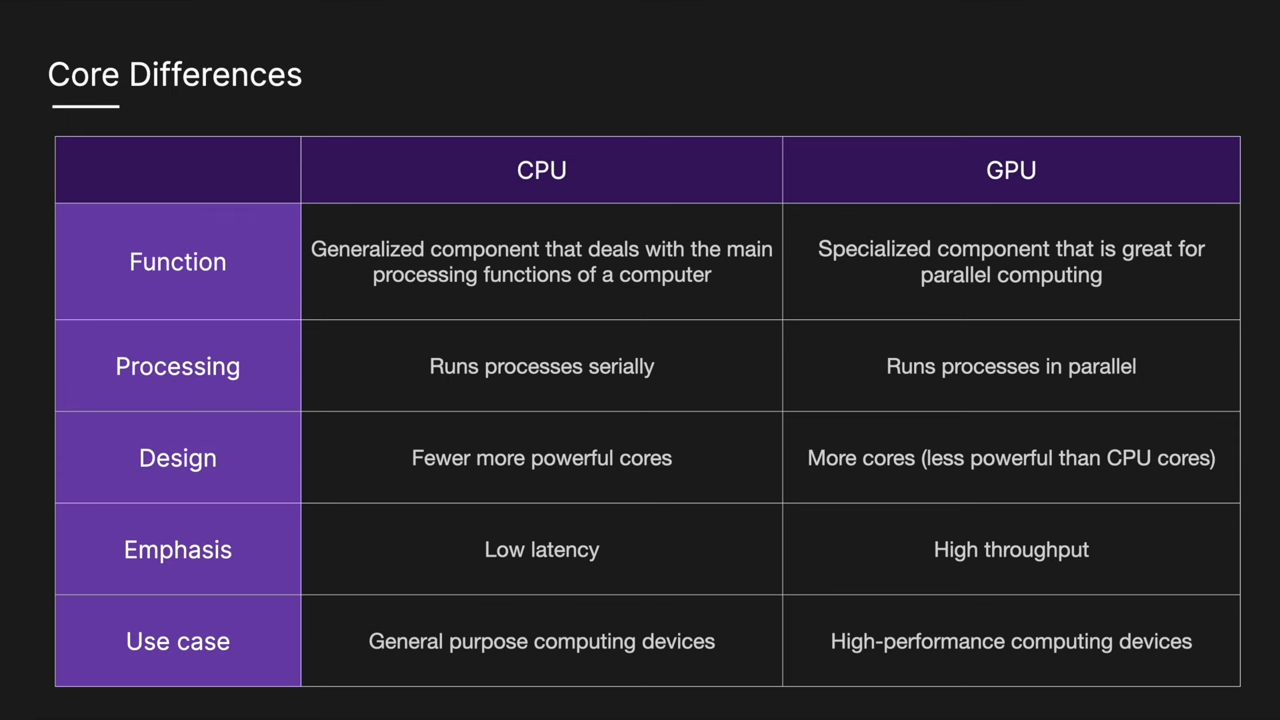 Core Differences
CPU
GPU
Function
Generalized component that deals with the main
processing functions of a computer
Specialized component that is great for
parallel computing
Processing
Runs processes serially
Runs processes in parallel
Design
Fewer more powerful cores
More cores (less powerful than CPU cores)
Emphasis
Low latency
High throughput
Use case
General purpose computing devices
High-performance computing devices